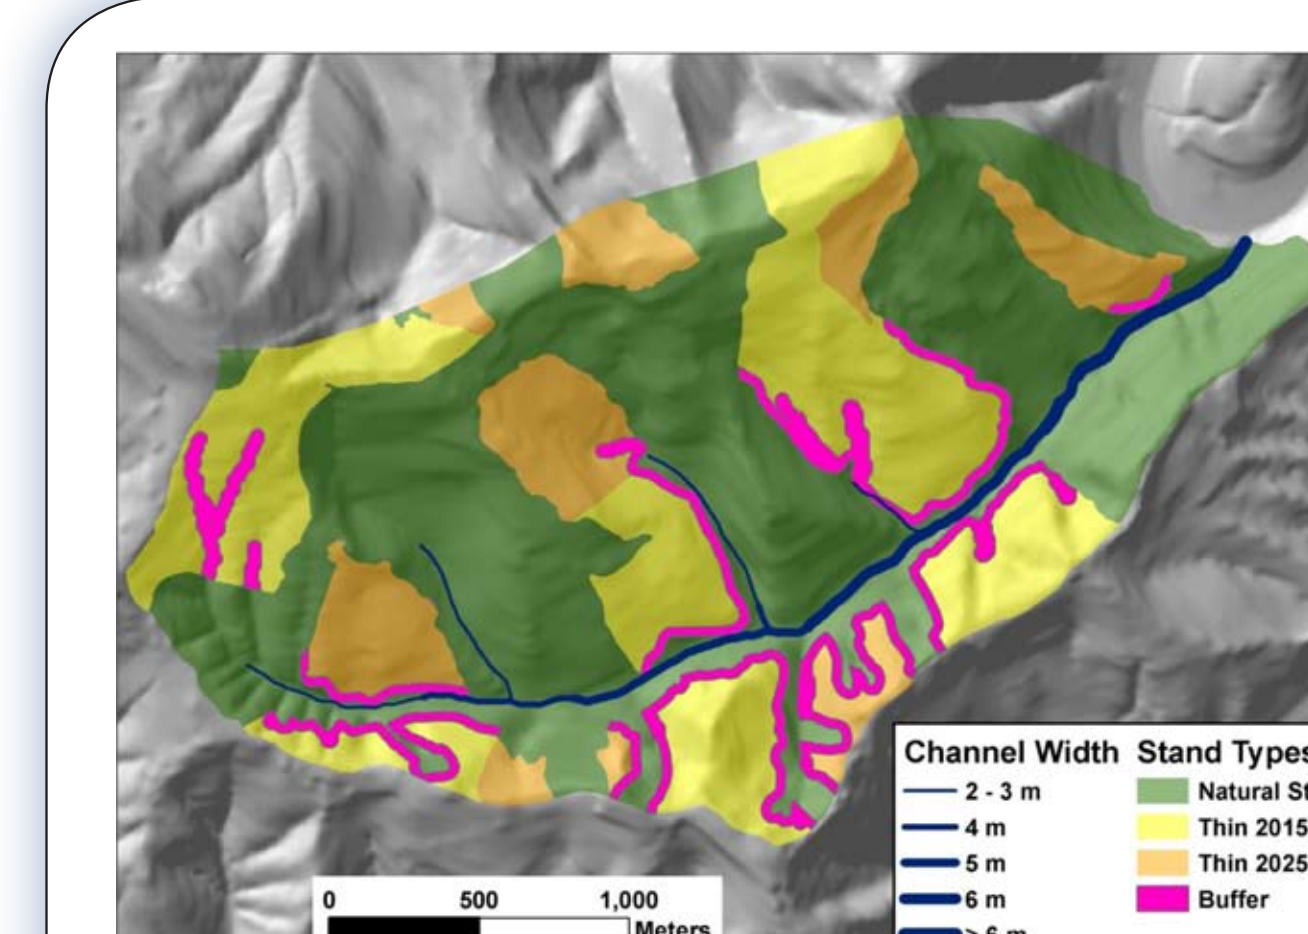 Channel Width
2 - 3 m
4 m
5 m
6 m
> 6 m
Stand Types
Natural St
Thin 2015
Thin 2025
Buffer
0 500 1,000
Meters